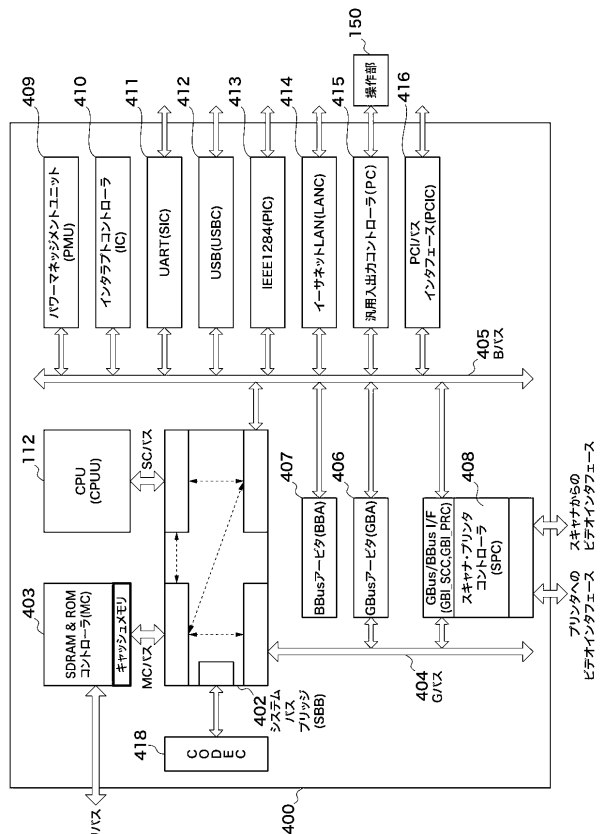 409
パワーマネッジメントユニット
(PMU)
410
インタラプトコントローラ
(IC)
411
UART(SIC)
412
USB(USBC)
413
IEEE1284(PIC)
414
イーサネットLAN(LANC)
415
汎用入出力コントローラ(PC)
150
操作部
416
PCIバス
インタフェース(PCIC)
405
Bバス
112
CPU
(CPUU)
SCバス
403
SDRAM & ROM
コントローラ(MC)
キャッシュメモリ
MCバス
バス
402
システム
バス
ブリッジ
(SBB)
418
CODEC
407
BBusアービタ(BBA)
406
GBusアービタ(GBA)
408
GBus/BBus I/F
(GBI_SCC,GBI_PRC)
スキャナ・プリンタ
コントローラ
(SPC)
404
Gバス
スキャナからの
ビデオインタフェース
プリンタへの
ビデオインタフェース
400